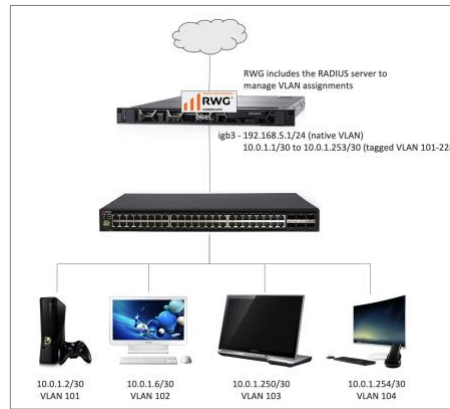 RWG includes the RADIUS server to
manage VLAN assignments
RWG
igb3 - 192.168.5.1/24 (native VLAN)
10.0.1.1/30 to 10.0.1.253/30 (tagged VLAN 101-22
10.0.1.2/30
VLAN 101
10.0.1.6/30
VLAN 102
10.0.1.250/30
VLAN 103
10.0.1.254/30
VLAN 104